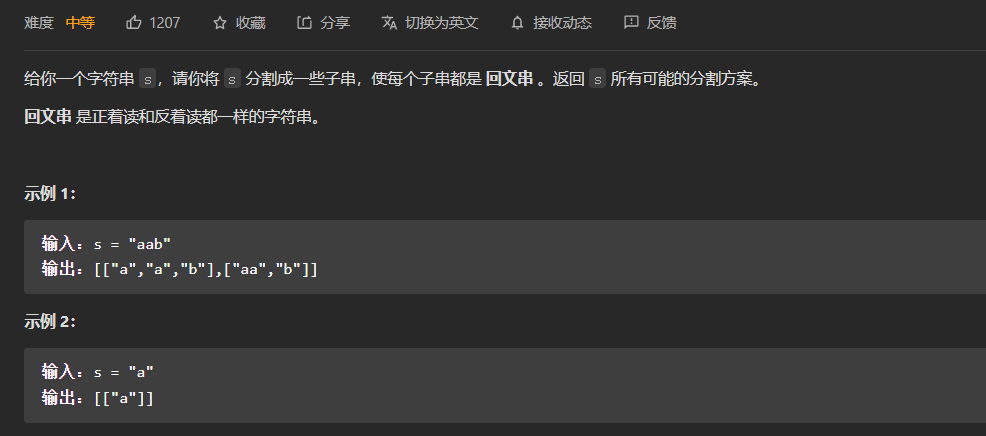 难度 中等 1207 收藏 分享 切换为英文 接收动态 反馈
给你一个字符串 s，请你将 s 分割成一些子串，使每个子串都是 回文串 。返回 s 所有可能的分割方案。
回文串 是正着读和反着读都一样的字符串。
示例 1：
输入：s = "aab"
输出：[["a","a","b"],["aa","b"]]
示例 2：
输入：s = "a"
输出：[["a"]]